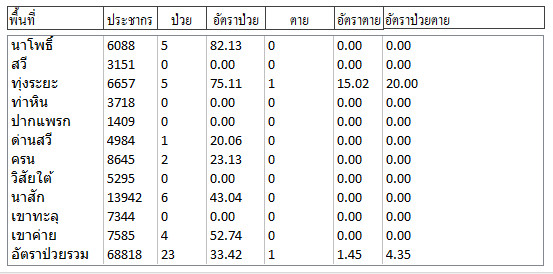 พื้นที่ ประชากร ป่วย อัตราป่วย ตาย อัตราตาย อัตราป่วยตาย
นาโพธิ์ 6088 5 82.13 0 0.00 0.00
สวี 3151 0 0.00 0 0.00 0.00
ทุ่งระยะ 6657 5 75.11 1 15.02 20.00
ท่าหิน 3718 0 0.00 0 0.00 0.00
ปากแพรก 1409 0 0.00 0 0.00 0.00
ด่านสวี 4984 1 20.06 0 0.00 0.00
ครน 8645 2 23.13 0 0.00 0.00
วิสัยใต้ 5295 0 0.00 0 0.00 0.00
นาสัก 13942 6 43.04 0 0.00 0.00
เขาทะลุ 7344 0 0.00 0 0.00 0.00
เขาค่าย 7585 4 52.74 0 0.00 0.00
อัตราป่วยรวม 68818 23 33.42 1 1.45 4.35